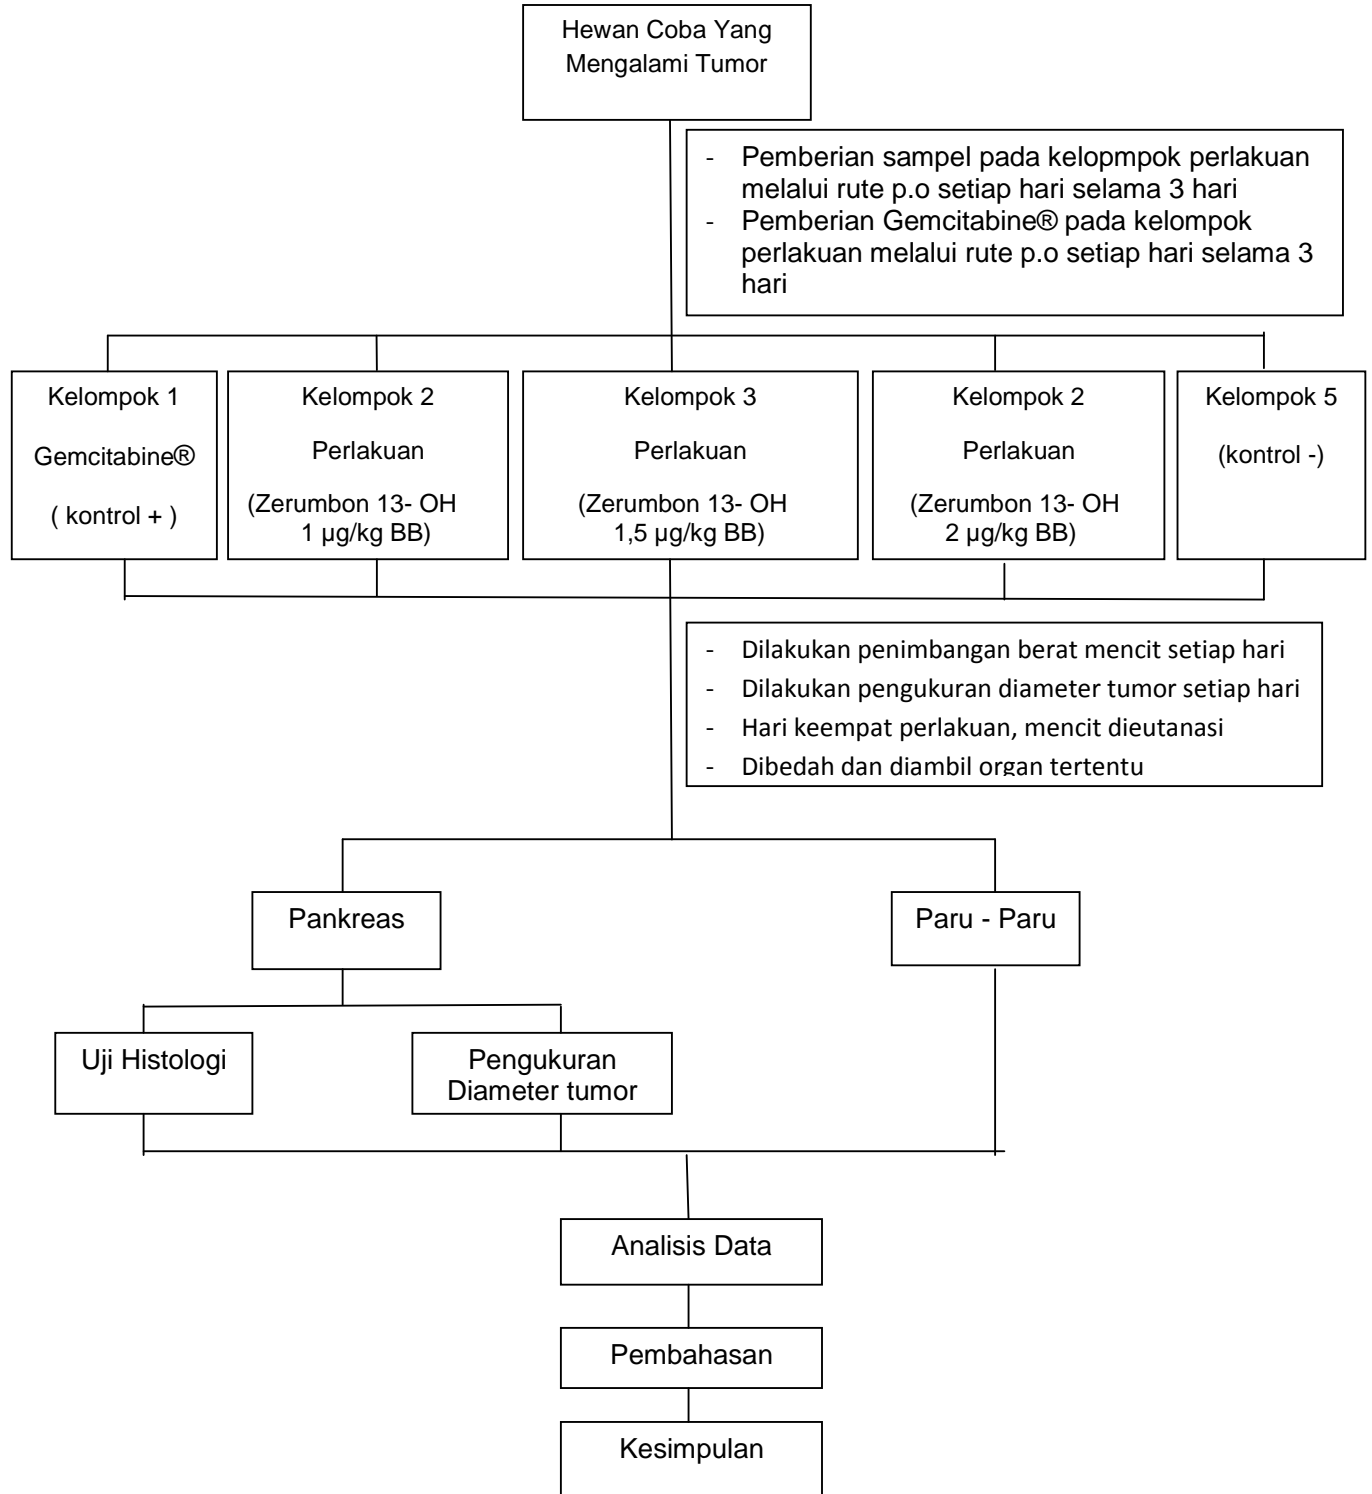 Hewan Coba Yang
Mengalami Tumor
- Pemberian sampel pada kelopmpok perlakuan
melalui rute p.o setiap hari selama 3 hari
- Pemberian Gemcitabine® pada kelompok
perlakuan melalui rute p.o setiap hari selama 3
hari
Kelompok 1
Gemcitabine®
( kontrol + )
Kelompok 2
Perlakuan
(Zerumbon 13- OH
1 µg/kg BB)
Kelompok 3
Perlakuan
(Zerumbon 13- OH
1,5 µg/kg BB)
Kelompok 2
Perlakuan
(Zerumbon 13- OH
2 µg/kg BB)
Kelompok 5
(kontrol -)
- Dilakukan penimbangan berat mencit setiap hari
- Dilakukan pengukuran diameter tumor setiap hari
- Hari keempat perlakuan, mencit dieutanasi
- Dibedah dan diambil organ tertentu
Pankreas
Paru - Paru
Uji Histologi
Pengukuran
Diameter tumor
Analisis Data
Pembahasan
Kesimpulan